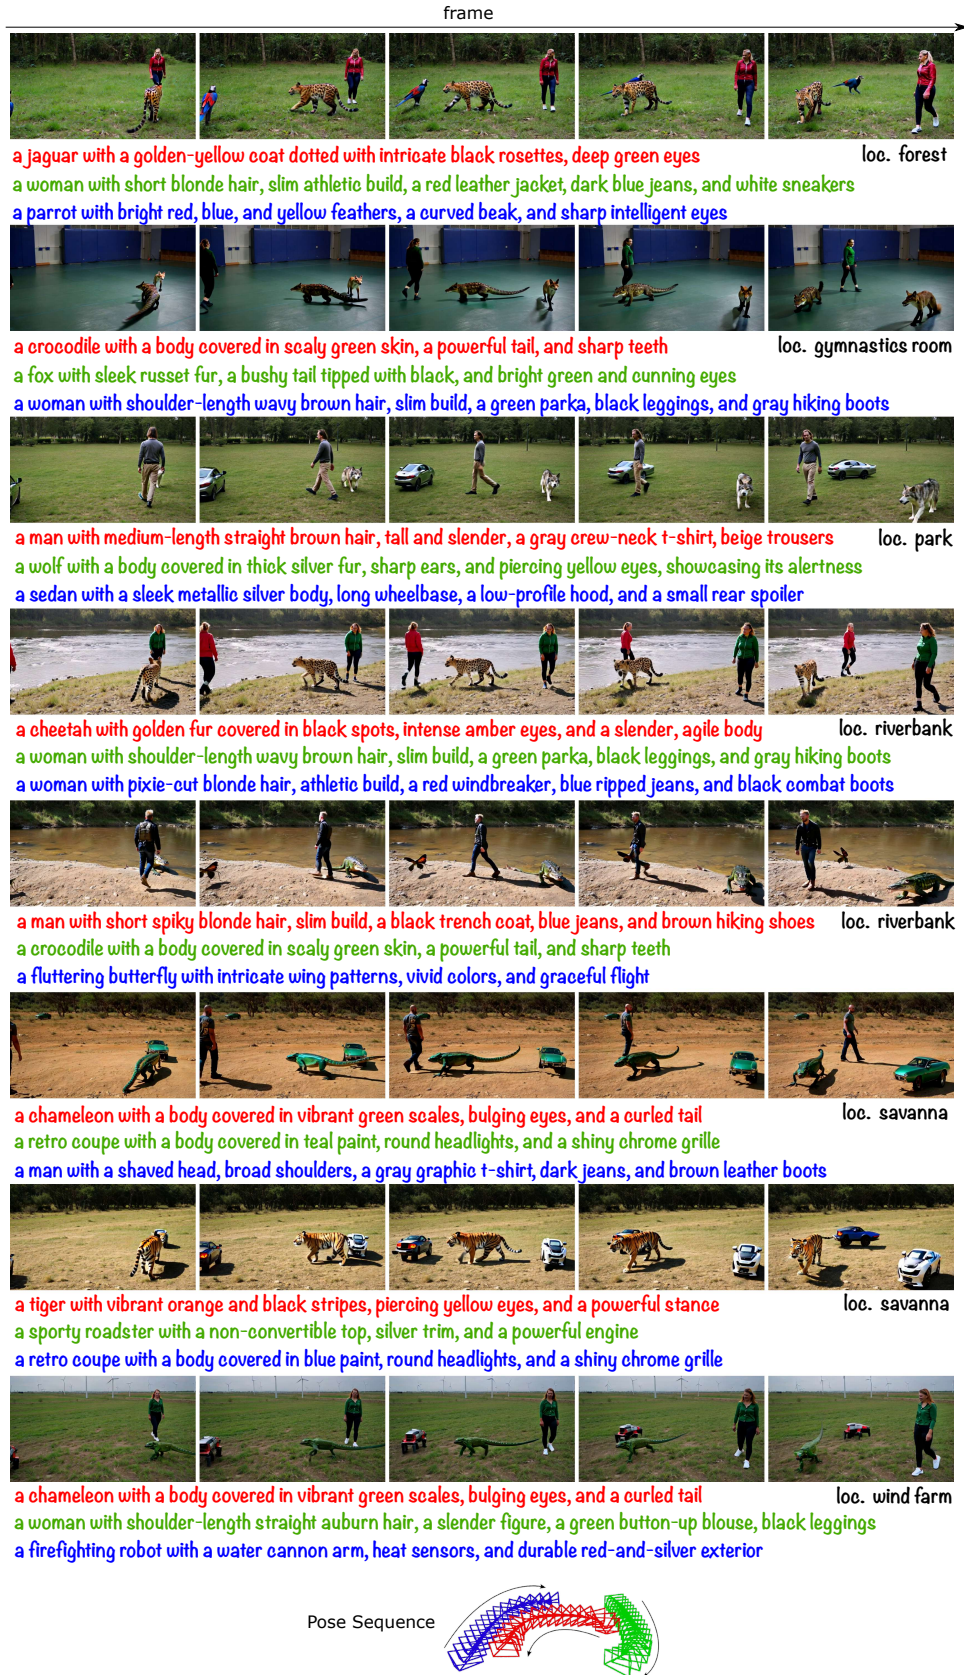 frame
a jaguar with a golden-yellow coat dotted with intricate black rosettes, deep green eyes
loc. forest
a woman with short blonde hair, slim athletic build, a red leather jacket, dark blue jeans, and white sneakers
a parrot with bright red, blue, and yellow feathers, a curved beak, and sharp intelligent eyes
a crocodile with a body covered in scaly green skin, a powerful tail, and sharp teeth
loc. gymnastics room
a fox with sleek russet fur, a bushy tail tipped with black, and bright green and cunning eyes
a woman with shoulder-length wavy brown hair, slim build, a green parka, black leggings, and gray hiking boots
a man with medium-length straight brown hair, tall and slender, a gray crew-neck t-shirt, beige trousers
loc. park
a wolf with a body covered in thick silver fur, sharp ears, and piercing yellow eyes, showcasing its alertness
a sedan with a sleek metallic silver body, long wheelbase, a low-profile hood, and a small rear spoiler
a cheetah with golden fur covered in black spots, intense amber eyes, and a slender, agile body
loc. riverbank
a woman with shoulder-length wavy brown hair, slim build, a green parka, black leggings, and gray hiking boots
a woman with pixie-cut blonde hair, athletic build, a red windbreaker, blue ripped jeans, and black combat boots
a man with short spiky blonde hair, slim build, a black trench coat, blue jeans, and brown hiking shoes
loc. riverbank
a crocodile with a body covered in scaly green skin, a powerful tail, and sharp teeth
a fluttering butterfly with intricate wing patterns, vivid colors, and graceful flight
a chameleon with a body covered in vibrant green scales, bulging eyes, and a curled tail
loc. savanna
a retro coupe with a body covered in teal paint, round headlights, and a shiny chrome grille
a man with a shaved head, broad shoulders, a gray graphic t-shirt, dark jeans, and brown leather boots
a tiger with vibrant orange and black stripes, piercing yellow eyes, and a powerful stance
loc. savanna
a sporty roadster with a non-convertible top, silver trim, and a powerful engine
a retro coupe with a body covered in blue paint, round headlights, and a shiny chrome grille
a chameleon with a body covered in vibrant green scales, bulging eyes, and a curled tail
loc. wind farm
a woman with shoulder-length straight auburn hair, a slender figure, a green button-up blouse, black leggings
a firefighting robot with a water cannon arm, heat sensors, and durable red-and-silver exterior
Pose Sequence